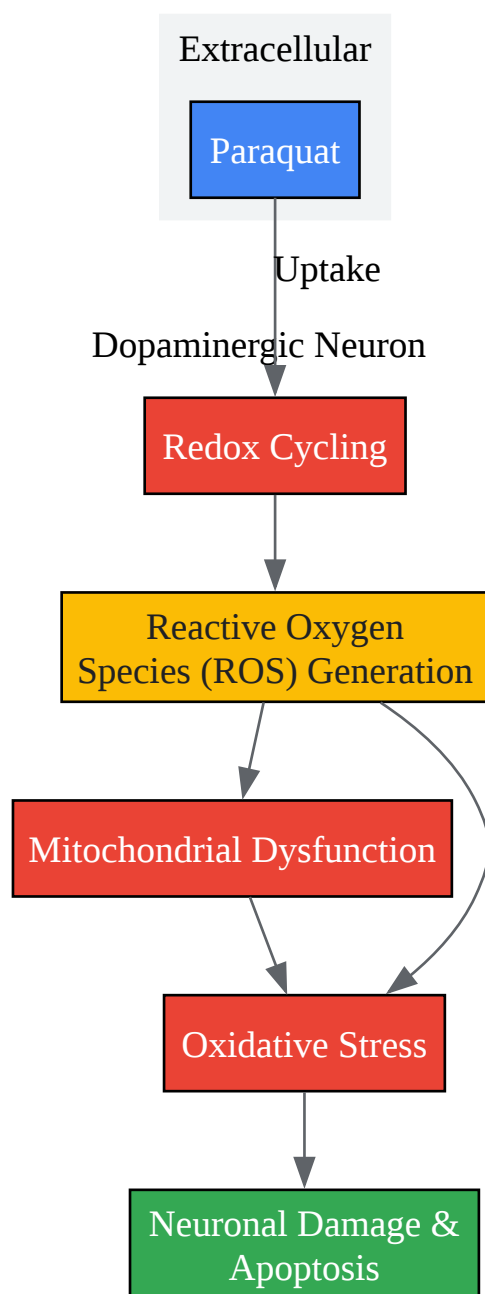 Extracellular
Paraquat
Uptake
Dopaminergic Neuron
Redox Cycling
Reactive Oxygen
Species (ROS) Generation
Mitochondrial Dysfunction
Oxidative Stress
Neuronal Damage &
Apoptosis